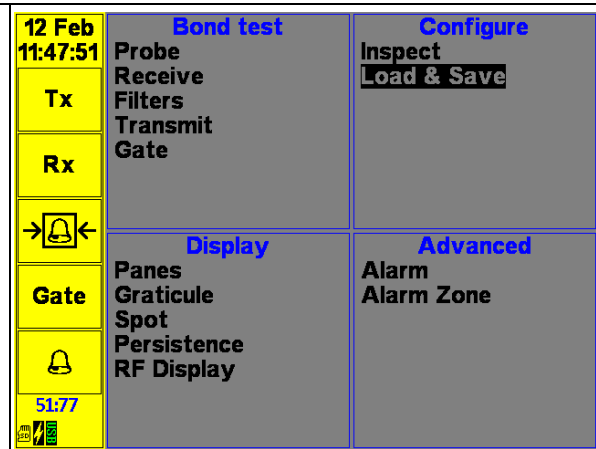 12 Feb
11:47:51
Tx
Rx
Gate
51:77
SD
USB
Bond test
Probe
Receive
Filters
Transmit
Gate
Configure
Inspect
Load & Save
Display
Panes
Graticule
Spot
Persistence
RF Display
Advanced
Alarm
Alarm Zone